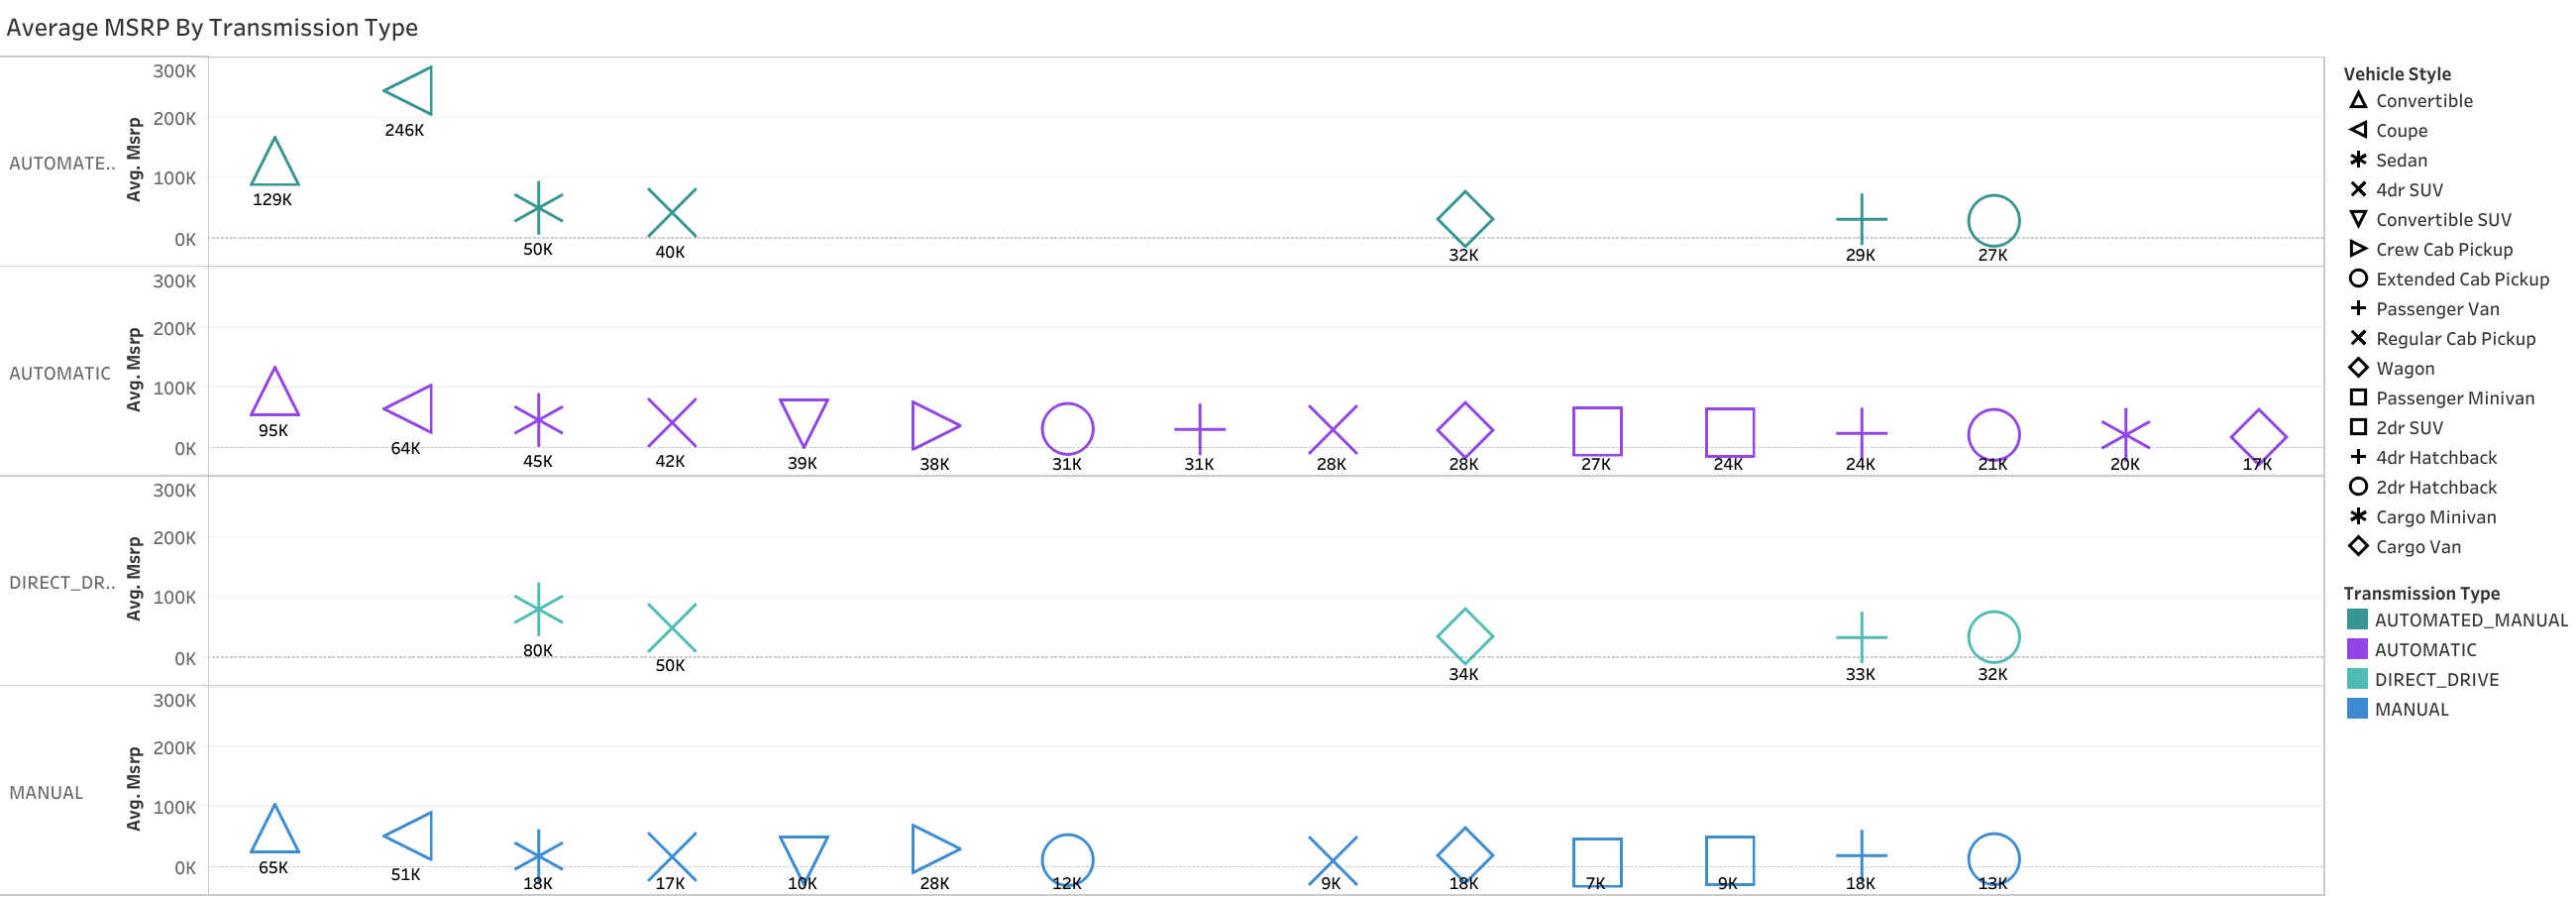 Average MSRP By Transmission Type
AUTOMATE..
Avg. Msrp
300K
200K
100K
0K
129K
246K
50K
40K
32K
29K
27K
AUTOMATIC
Avg. Msrp
300K
200K
100K
0K
95K
64K
45K
42K
39K
38K
31K
31K
28K
28K
27K
24K
24K
21K
20K
17K
DIRECT_DR..
Avg. Msrp
300K
200K
100K
0K
80K
50K
34K
33K
32K
MANUAL
Avg. Msrp
300K
200K
100K
0K
65K
51K
18K
17K
10K
28K
12K
9K
18K
7K
9K
18K
13K
Vehicle Style
Convertible
Coupe
Sedan
4dr SUV
Convertible SUV
Crew Cab Pickup
Extended Cab Pickup
Passenger Van
Regular Cab Pickup
Wagon
Passenger Minivan
2dr SUV
4dr Hatchback
2dr Hatchback
Cargo Minivan
Cargo Van
Transmission Type
AUTOMATED_MANUAL
AUTOMATIC
DIRECT_DRIVE
MANUAL